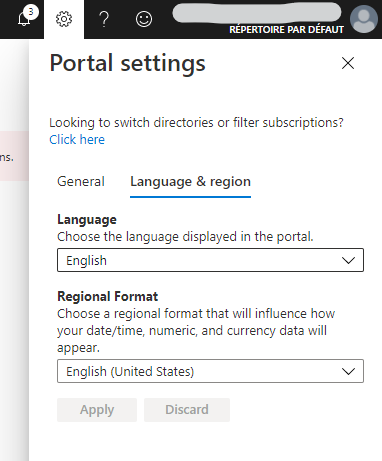 3
RÉPERTOIRE PAR DÉFAUT
Portal settings
ns.
Looking to switch directories or filter subscriptions?
Click here
General
Language & region
Language
Choose the language displayed in the portal.
English
Regional Format
Choose a regional format that will influence how
your date/time, numeric, and currency data will
appear.
English (United States)
Apply
Discard